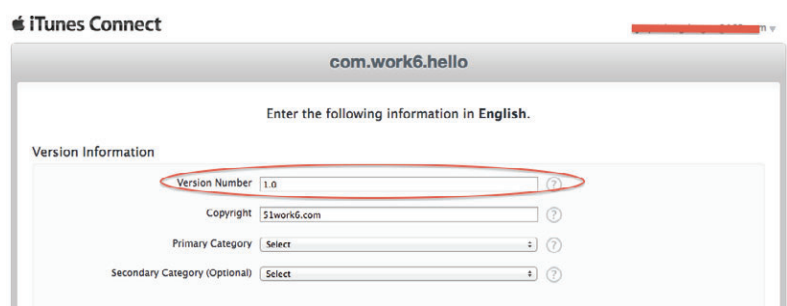 iTunes Connect
com.work6.hello
Enter the following information in English.
Version Information
Version Number 1.0 ?
Copyright 51work6.com ?
Primary Category Select ?
Secondary Category (Optional) Select ?